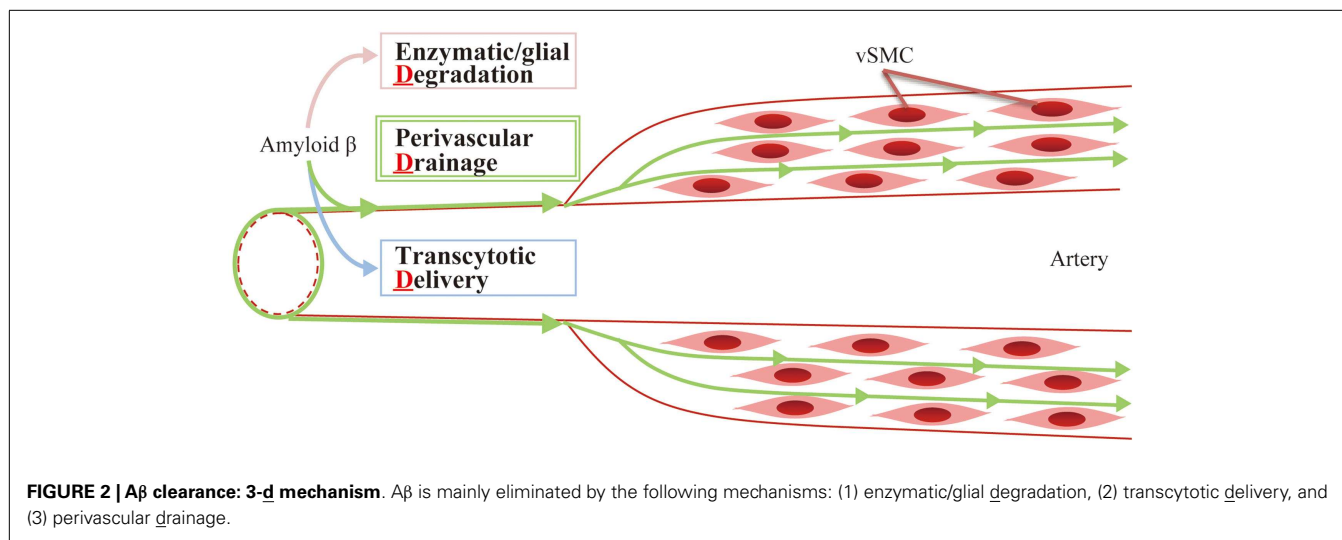 Enzymatic/glial
Degradation
vSMC
Amyloid β
Perivascular
Drainage
Transcytotic
Delivery
Artery
FIGURE 2 | Aβ clearance: 3-d mechanism. Aβ is mainly eliminated by the following mechanisms: (1) enzymatic/glial degradation, (2) transcytotic delivery, and
(3) perivascular drainage.